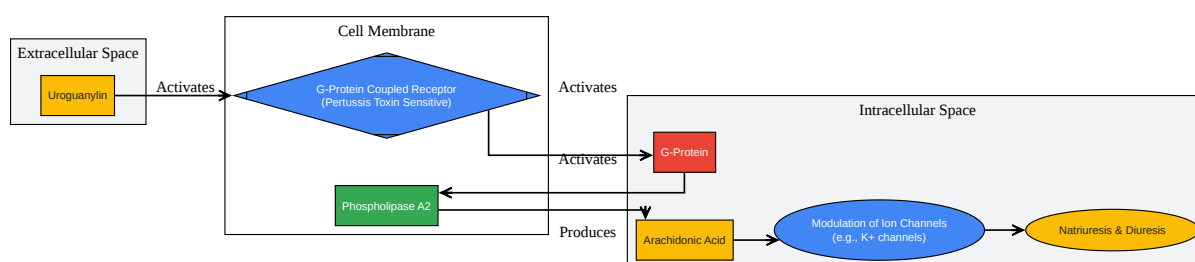 Cell Membrane
Extracellular Space
Uroguanylin
Activates
G-Protein Coupled Receptor
(Pertussis Toxin Sensitive)
Activates
Intracellular Space
G-Protein
Activates
Phospholipase A2
Produces
Arachidonic Acid
Modulation of Ion Channels
(e.g., K+ channels)
Natriuresis & Diuresis